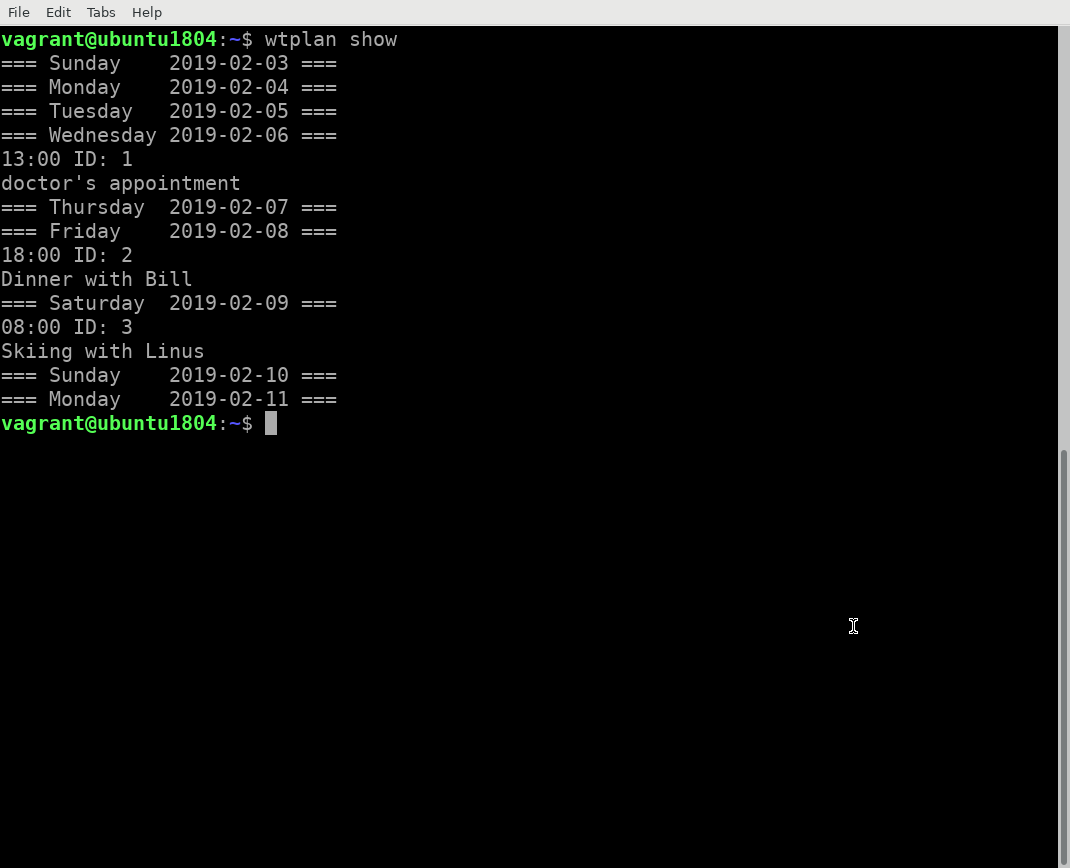 File Edit Tabs Help
vagrant@ubuntu1804:~$ wtplan show
=== Sunday    2019-02-03 ===
=== Monday    2019-02-04 ===
=== Tuesday   2019-02-05 ===
=== Wednesday 2019-02-06 ===
13:00 ID: 1
doctor's appointment
=== Thursday  2019-02-07 ===
=== Friday    2019-02-08 ===
18:00 ID: 2
Dinner with Bill
=== Saturday  2019-02-09 ===
08:00 ID: 3
Skiing with Linus
=== Sunday    2019-02-10 ===
=== Monday    2019-02-11 ===
vagrant@ubuntu1804:~$